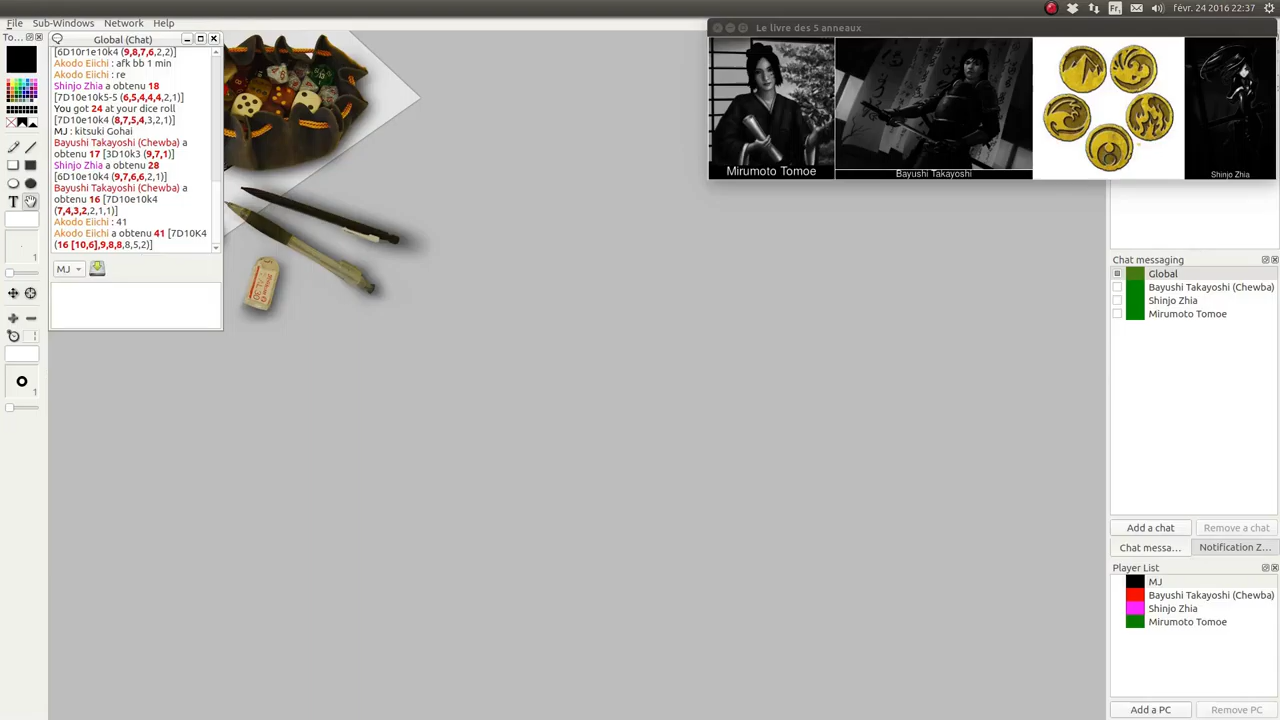 File Sub-Windows Network Help
Fr
févr. 24 2016 22:37
To...
Global (Chat)
[6D10r1e10k4 (9,8,7,6,2,2)]
Akodo Eiichi : afk bb 1 min
Akodo Eiichi : re
Shinjo Zhia a obtenu 18
[7D10e10k5-5 (6,5,4,4,4,2,1)]
You got 24 at your dice roll
[7D10e10k4 (8,7,5,4,3,2,1)]
MJ : kitsuki Gohai
Bayushi Takayoshi (Chewba) a
obtenu 17 [3D10k3 (9,7,1)]
Shinjo Zhia a obtenu 28
[6D10e10k4 (9,7,6,6,2,1)]
Bayushi Takayoshi (Chewba) a
obtenu 16 [7D10e10k4
(7,4,3,2,2,1,1)]
Akodo Eiichi : 41
Akodo Eiichi a obtenu 41 [7D10K4
(16 [10,6],9,8,8,8,5,2)]
MJ
T
1
1
Le livre des 5 anneaux
Mirumoto Tomoe
Bayushi Takayoshi
Shinjo Zhia
Chat messaging
Global
Bayushi Takayoshi (Chewba)
Shinjo Zhia
Mirumoto Tomoe
Add a chat
Remove a chat
Chat messa...
Notification Z...
Player List
MJ
Bayushi Takayoshi (Chewba)
Shinjo Zhia
Mirumoto Tomoe
Add a PC
Remove PC